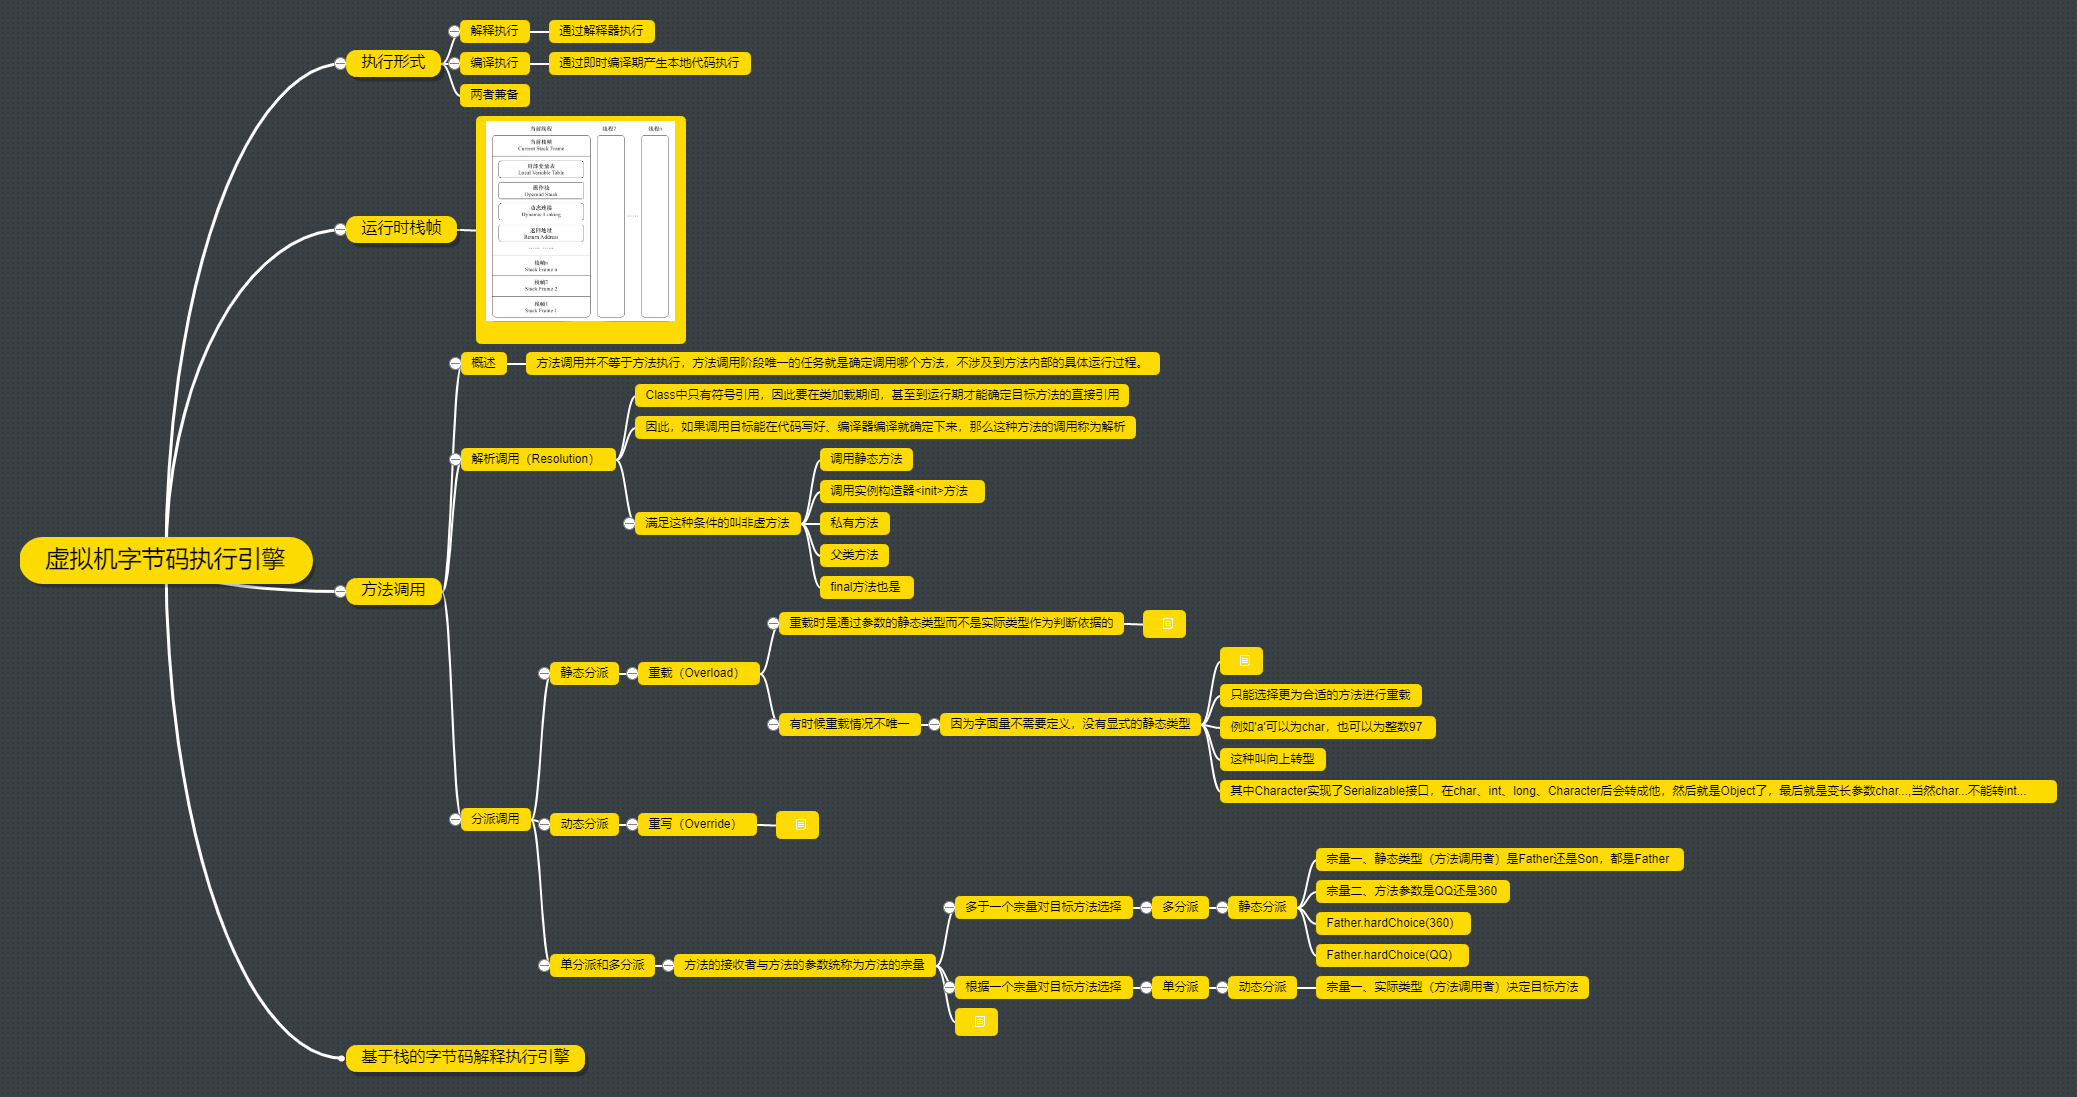 虚拟机字节码执行引擎
执行形式
解释执行
通过解释器执行
编译执行
通过即时编译期产生本地代码执行
两者兼备
运行时栈帧
当前线程
线程2
线程n
当前栈帧
Current Stack Frame
局部变量表
Local Variable Table
操作栈
Operand Stack
动态连接
Dynamic Linking
返回地址
Return Address
…… ……
……
栈帧n
Stack Frame n
栈帧2
Stack Frame 2
栈帧1
Stack Frame 1
方法调用
概述
方法调用并不等于方法执行，方法调用阶段唯一的任务就是确定调用哪个方法，不涉及到方法内部的具体运行过程。
解析调用（Resolution）
Class中只有符号引用，因此要在类加载期间，甚至到运行期才能确定目标方法的直接引用
因此，如果调用目标能在代码写好、编译器编译就确定下来，那么这种方法的调用称为解析
满足这种条件的叫非虚方法
调用静态方法
调用实例构造器<init>方法
私有方法
父类方法
final方法也是
分派调用
静态分派
重载（Overload）
重载时是通过参数的静态类型而不是实际类型作为判断依据的
有时候重载情况不唯一
因为字面量不需要定义，没有显式的静态类型
只能选择更为合适的方法进行重载
例如'a'可以为char，也可以为整数97
这种叫向上转型
其中Character实现了Serializable接口，在char、int、long、Character后会转成他，然后就是Object了，最后就是变长参数char...,当然char...不能转int...
动态分派
重写（Override）
单分派和多分派
方法的接收者与方法的参数统称为方法的宗量
多于一个宗量对目标方法选择
多分派
静态分派
宗量一、静态类型（方法调用者）是Father还是Son，都是Father
宗量二、方法参数是QQ还是360
Father.hardChoice(360)
Father.hardChoice(QQ)
根据一个宗量对目标方法选择
单分派
动态分派
宗量一、实际类型（方法调用者）决定目标方法
基于栈的字节码解释执行引擎